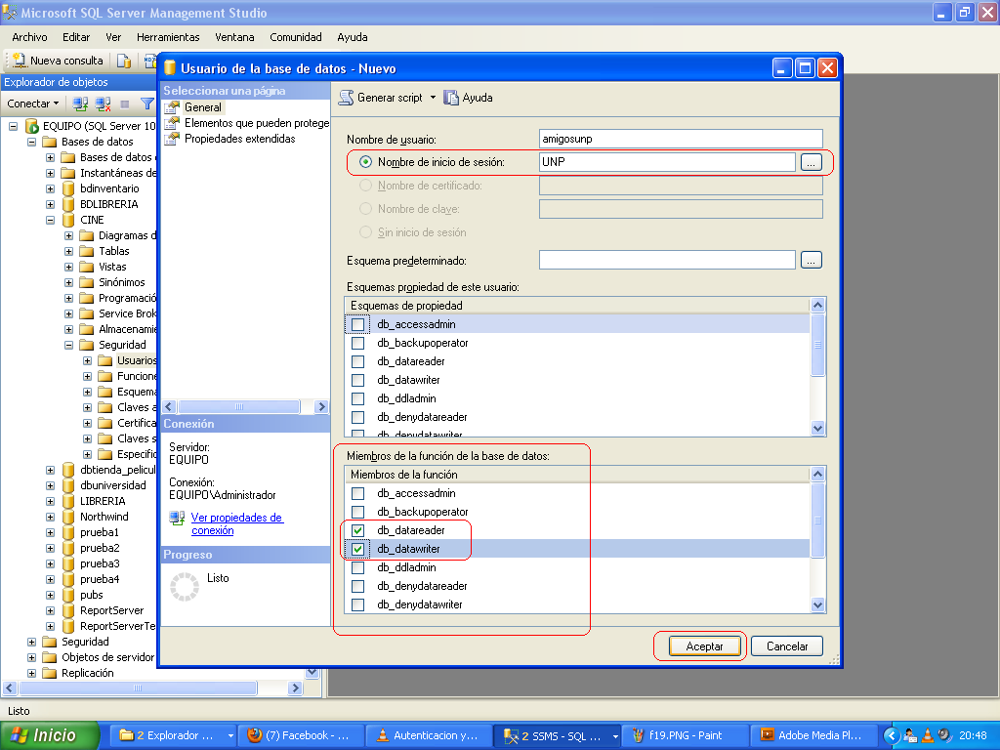 Microsoft SQL Server Management Studio
Archivo Editar Ver Herramientas Ventana Comunidad Ayuda
Nueva consulta
Explorador de objetos
Conectar
EQUIPO (SQL Server 10
Bases de datos
Bases de datos
Instantáneas de
bdinventario
BDLIBRERIA
CINE
Diagramas d
Tablas
Vistas
Sinónimos
Programació
Service Brok
Almacenamie
Seguridad
Usuarios
Funcione
Esquema
Claves a
Certifica
Claves s
Especific
dbtienda_pelicul
dbuniversidad
LIBRERIA
Northwind
prueba1
prueba2
prueba3
prueba4
pubs
ReportServer
ReportServerTe
Seguridad
Objetos de servidor
Replicación
Usuario de la base de datos - Nuevo
Seleccionar una página
General
Elementos que pueden protege
Propiedades extendidas
Conexión
Servidor:
EQUIPO
Conexión:
EQUIPO\Administrador
Ver propiedades de
conexión
Progreso
Listo
Generar script Ayuda
Nombre de usuario: amigosunp
Nombre de inicio de sesión: UNP ...
Nombre de certificado:
Nombre de clave:
Sin inicio de sesión
Esquema predeterminado: ...
Esquemas propiedad de este usuario:
Esquemas de propiedad
db_accessadmin
db_backupoperator
db_datareader
db_datawriter
db_ddladmin
db_denydatareader
db_denydatawriter
Miembros de la función de la base de datos:
Miembros de la función
db_accessadmin
db_backupoperator
db_datareader
db_datawriter
db_ddladmin
db_denydatareader
db_denydatawriter
Aceptar Cancelar
Listo
Inicio 2 Explorador ... (7) Facebook - ... Autenticacion y... 2 SSMS - SQL ... f19.PNG - Paint Adobe Media Pl... 20:48